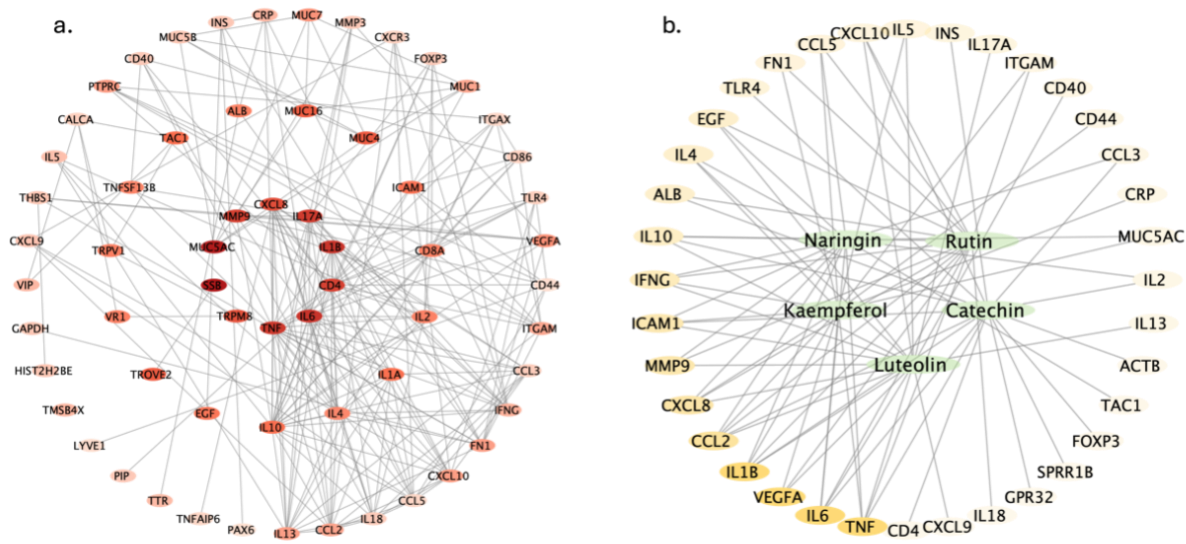 a.
INS
CRP
MUC7
MMP3
MUC5B
CXCR3
CD40
FOXP3
PTPRC
MUC1
ALB
MUC16
CALCA
ITGAX
TAC1
MUC4
IL5
CD86
TNFSF13B
ICAM1
THBS1
TLR4
CXCL8
MMP9
IL17A
CXCL9
MUC5AC
IL1B
VEGFA
TRPV1
CD8A
VIP
SSB
CD4
CD44
GAPDH
VR1
TRPM8
TNF
IL6
IL2
ITGAM
HIST2H2BE
TROVE2
IL1A
CCL3
TMSB4X
EGF
IL10
IL4
IFNG
LYVE1
FN1
PIP
CXCL10
TTR
CCL5
TNFAIP6
PAX6
IL13
CCL2
IL18
b.
CXCL10
IL5
INS
CCL5
IL17A
FN1
ITGAM
TLR4
CD40
EGF
CD44
IL4
CCL3
ALB
CRP
IL10
Naringin
Rutin
MUC5AC
IFNG
IL2
ICAM1
Kaempferol
Catechin
IL13
MMP9
Luteolin
ACTB
CXCL8
TAC1
CCL2
FOXP3
IL1B
SPRR1B
VEGFA
GPR32
IL6
IL18
TNF
CD4
CXCL9